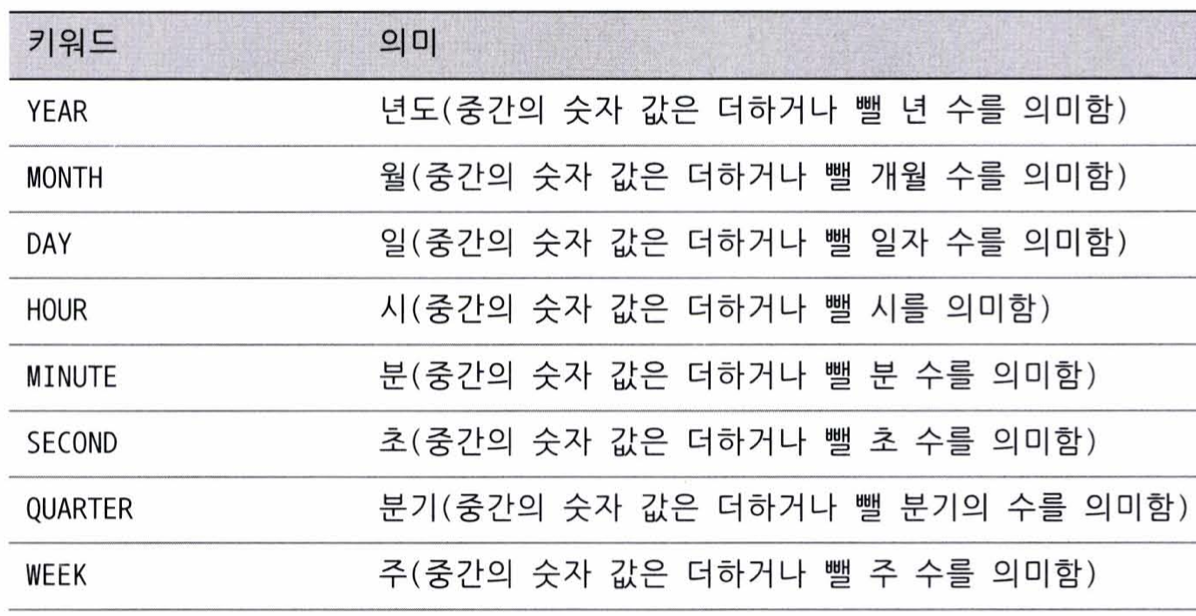 키워드 의미
YEAR 년도(중간의 숫자 값은 더하거나 뺄 년 수를 의미함)
MONTH 월(중간의 숫자 값은 더하거나 뺄 개월 수를 의미함)
DAY 일(중간의 숫자 값은 더하거나 뺄 일자 수를 의미함)
HOUR 시(중간의 숫자 값은 더하거나 뺄 시를 의미함)
MINUTE 분(중간의 숫자 값은 더하거나 뺄 분 수를 의미함)
SECOND 초(중간의 숫자 값은 더하거나 뺄 초 수를 의미함)
QUARTER 분기(중간의 숫자 값은 더하거나 뺄 분기의 수를 의미함)
WEEK 주(중간의 숫자 값은 더하거나 뺄 주 수를 의미함)